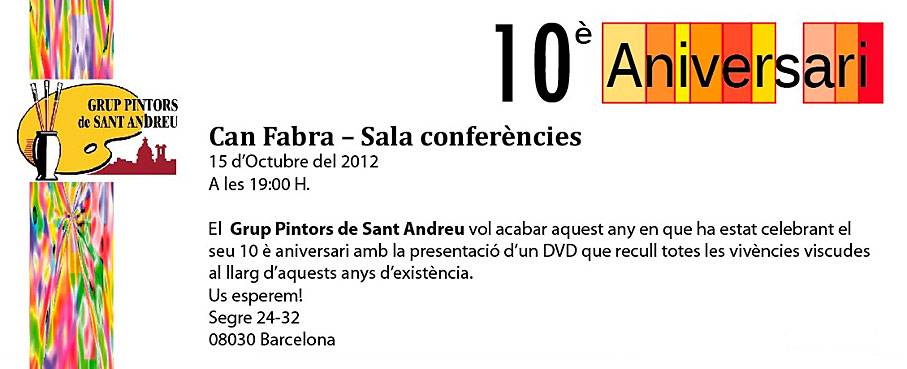 10è Aniversari
GRUP PINTORS
de SANT ANDREU
Can Fabra – Sala conferències
15 d'Octubre del 2012
A les 19:00 H.
El Grup Pintors de Sant Andreu vol acabar aquest any en que ha estat celebrant el
seu 10 è aniversari amb la presentació d'un DVD que recull totes les vivències viscudes
al llarg d'aquests anys d'existència.
Us esperem!
Segre 24-32
08030 Barcelona